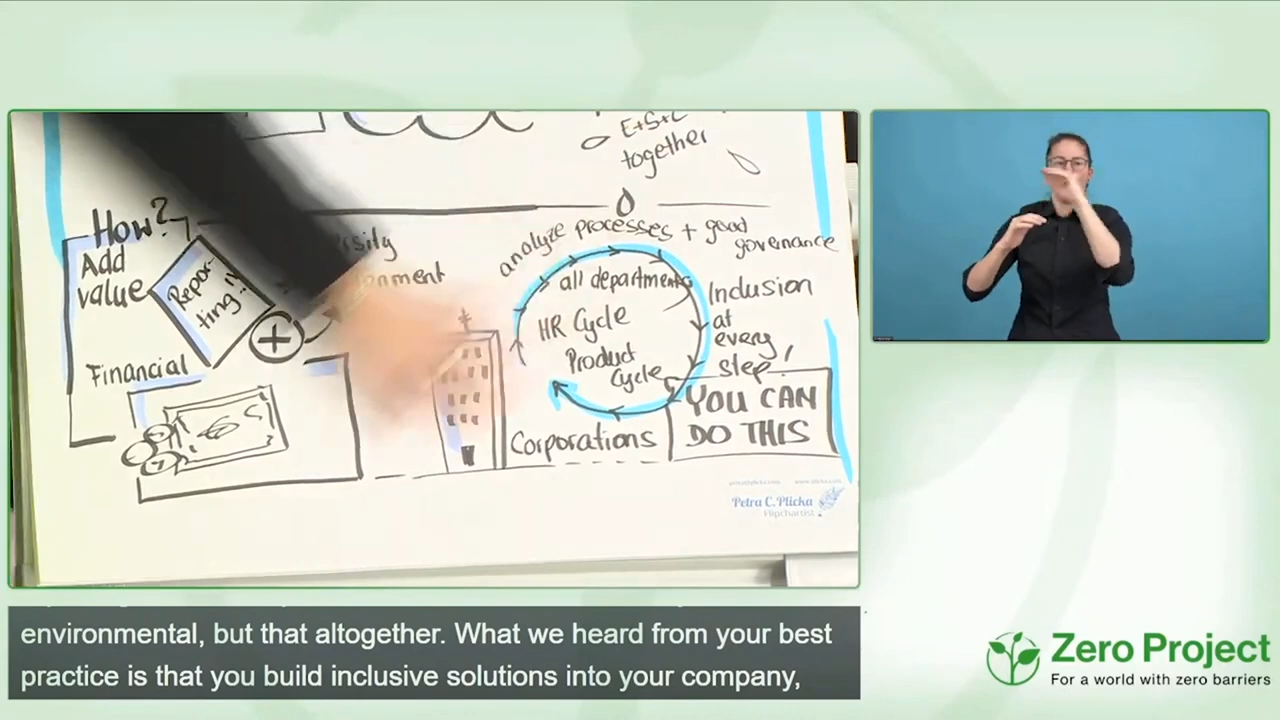 E+S+
together
How?
Add
value
Repor-
ting!!
Financial
analyze processes + good
governance
all departments
HR Cycle
Product
Cycle
Inclusion
at
every
step!
YOU CAN
DO THIS
Corporations
Petra C. Plicka
Flipchartist
environmental, but that altogether. What we heard from your best
practice is that you build inclusive solutions into your company,
Zero Project
For a world with zero barriers